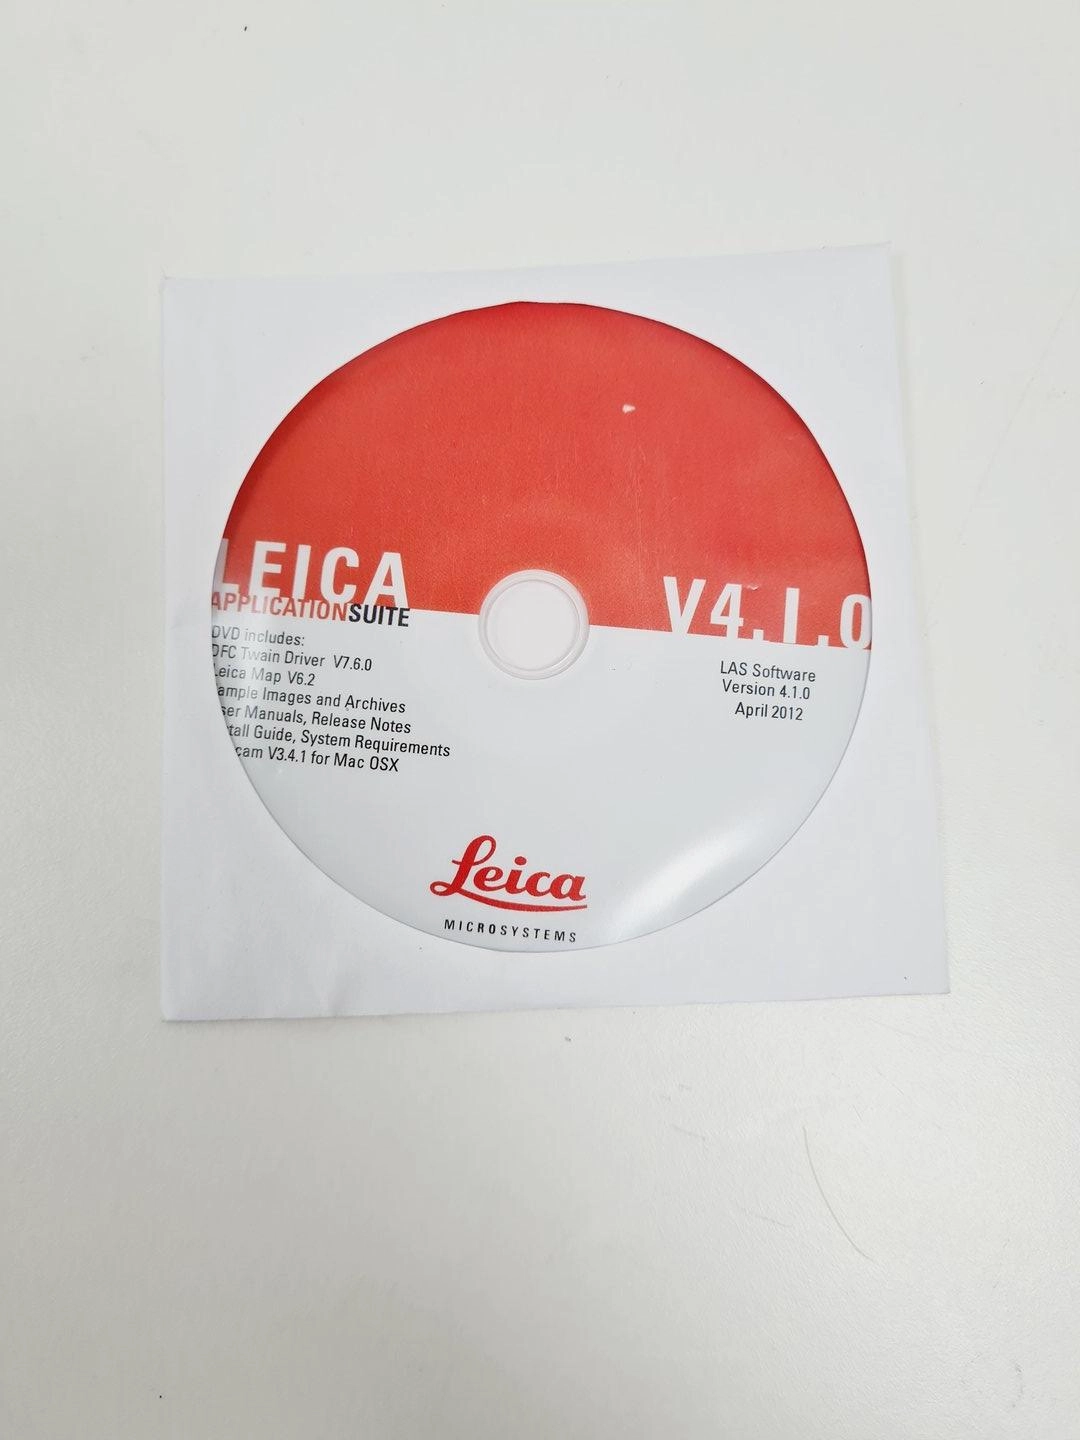 LEICA
APPLICATIONSUITE
V4.1.0
DVD includes:
DFC Twain Driver V7.6.0
Leica Map V6.2
ample Images and Archives
ser Manuals, Release Notes
tall Guide, System Requirements
cam V3.4.1 for Mac OSX
LAS Software
Version 4.1.0
April 2012
Leica
MICROSYSTEMS